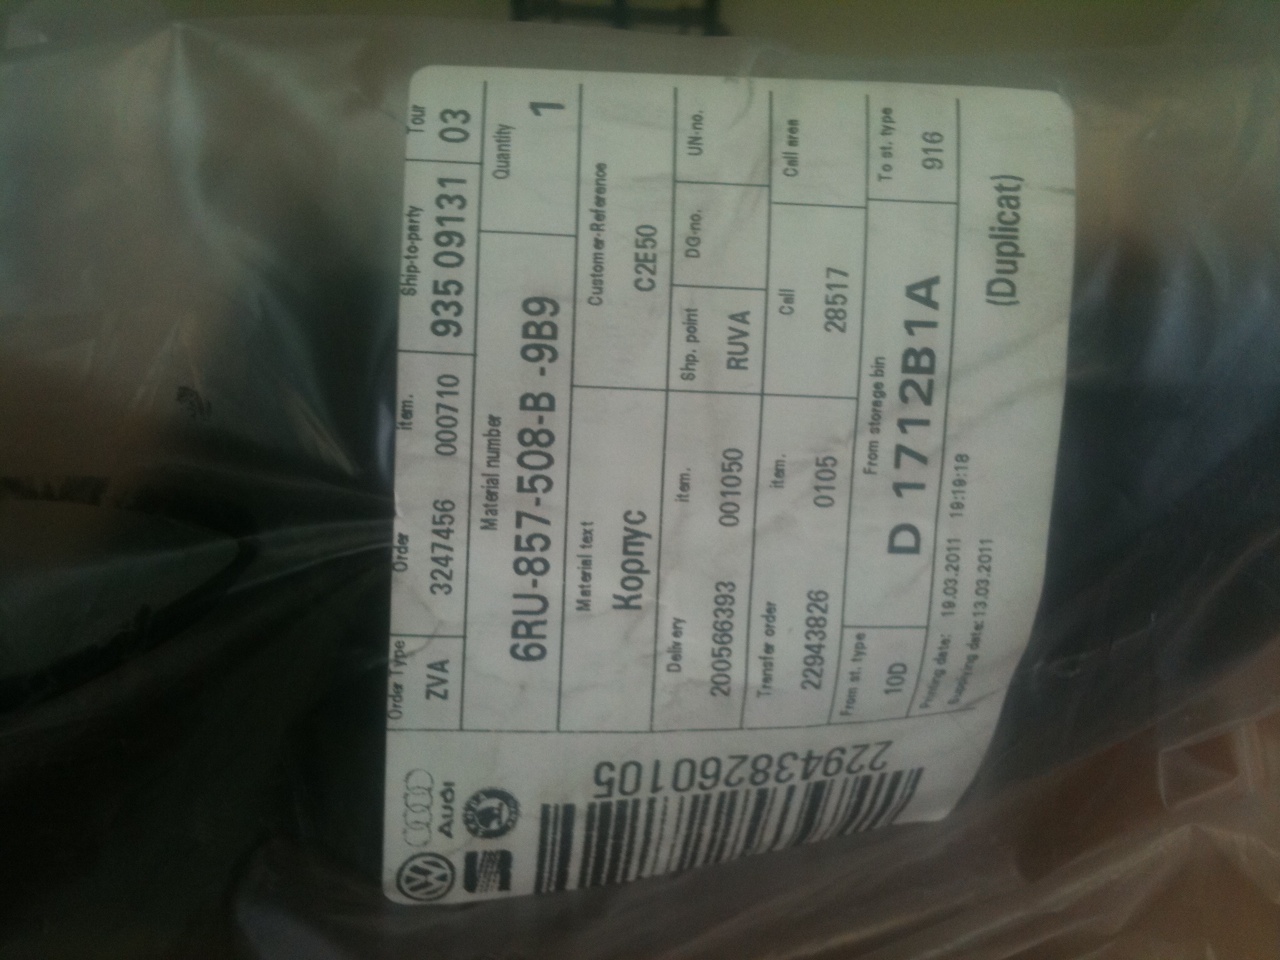 AUDI
Order Type Order item. Ship-to-party Tour
ZVA 3247456 000710 935 09131 03
Material number Quantity
6RU-857-508-B -9B9 1
Material text Customer-Reference
Корпус C2E50
Delivery item. Shp. point DG-no. UN-no.
200566393 001050 RUVA
Transfer order item. Call Call area
22943826 0105 28517
From st. type From storage bin To st. type
10D D 1712B1A 916
Printing date: 19.03.2011 19:19:18
Supplying date: 13.03.2011
(Duplicat)
229438260105